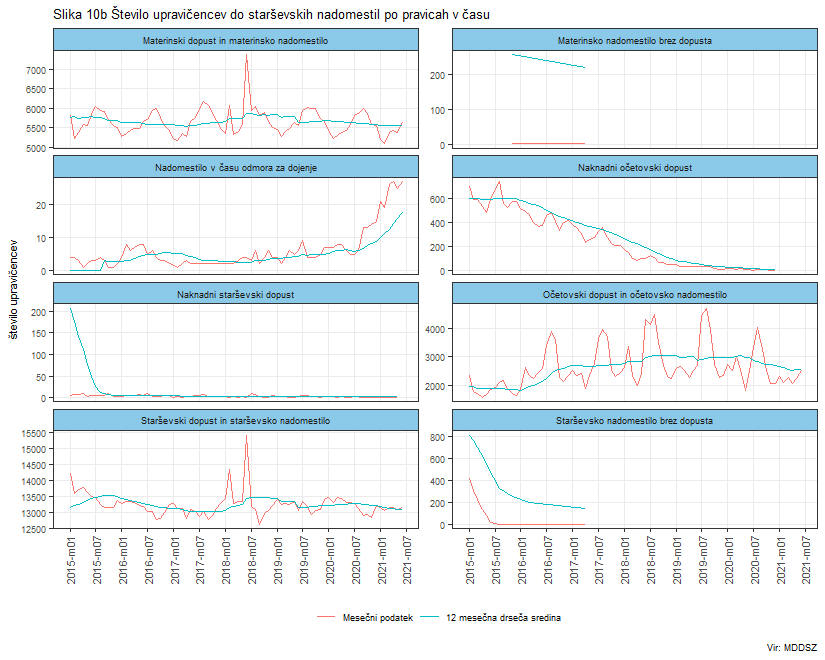 Slika 10b Število upravičencev do starševskih nadomestil po pravicah v času
število upravičencev
Materinski dopust in materinsko nadomestilo
7000
6500
6000
5500
5000
Materinsko nadomestilo brez dopusta
200
100
0
Nadomestilo v času odmora za dojenje
20
10
0
Naknadni očetovski dopust
600
400
200
0
Naknadni starševski dopust
200
150
100
50
0
Očetovski dopust in očetovsko nadomestilo
4000
3000
2000
Starševski dopust in starševsko nadomestilo
15500
15000
14500
14000
13500
13000
12500
Starševsko nadomestilo brez dopusta
800
600
400
200
0
2015-m01 2015-m07 2016-m01 2016-m07 2017-m01 2017-m07 2018-m01 2018-m07 2019-m01 2019-m07 2020-m01 2020-m07 2021-m01 2021-m07
2015-m01 2015-m07 2016-m01 2016-m07 2017-m01 2017-m07 2018-m01 2018-m07 2019-m01 2019-m07 2020-m01 2020-m07 2021-m01 2021-m07
Mesečni podatek 12 mesečna drseča sredina
Vir: MDDSZ